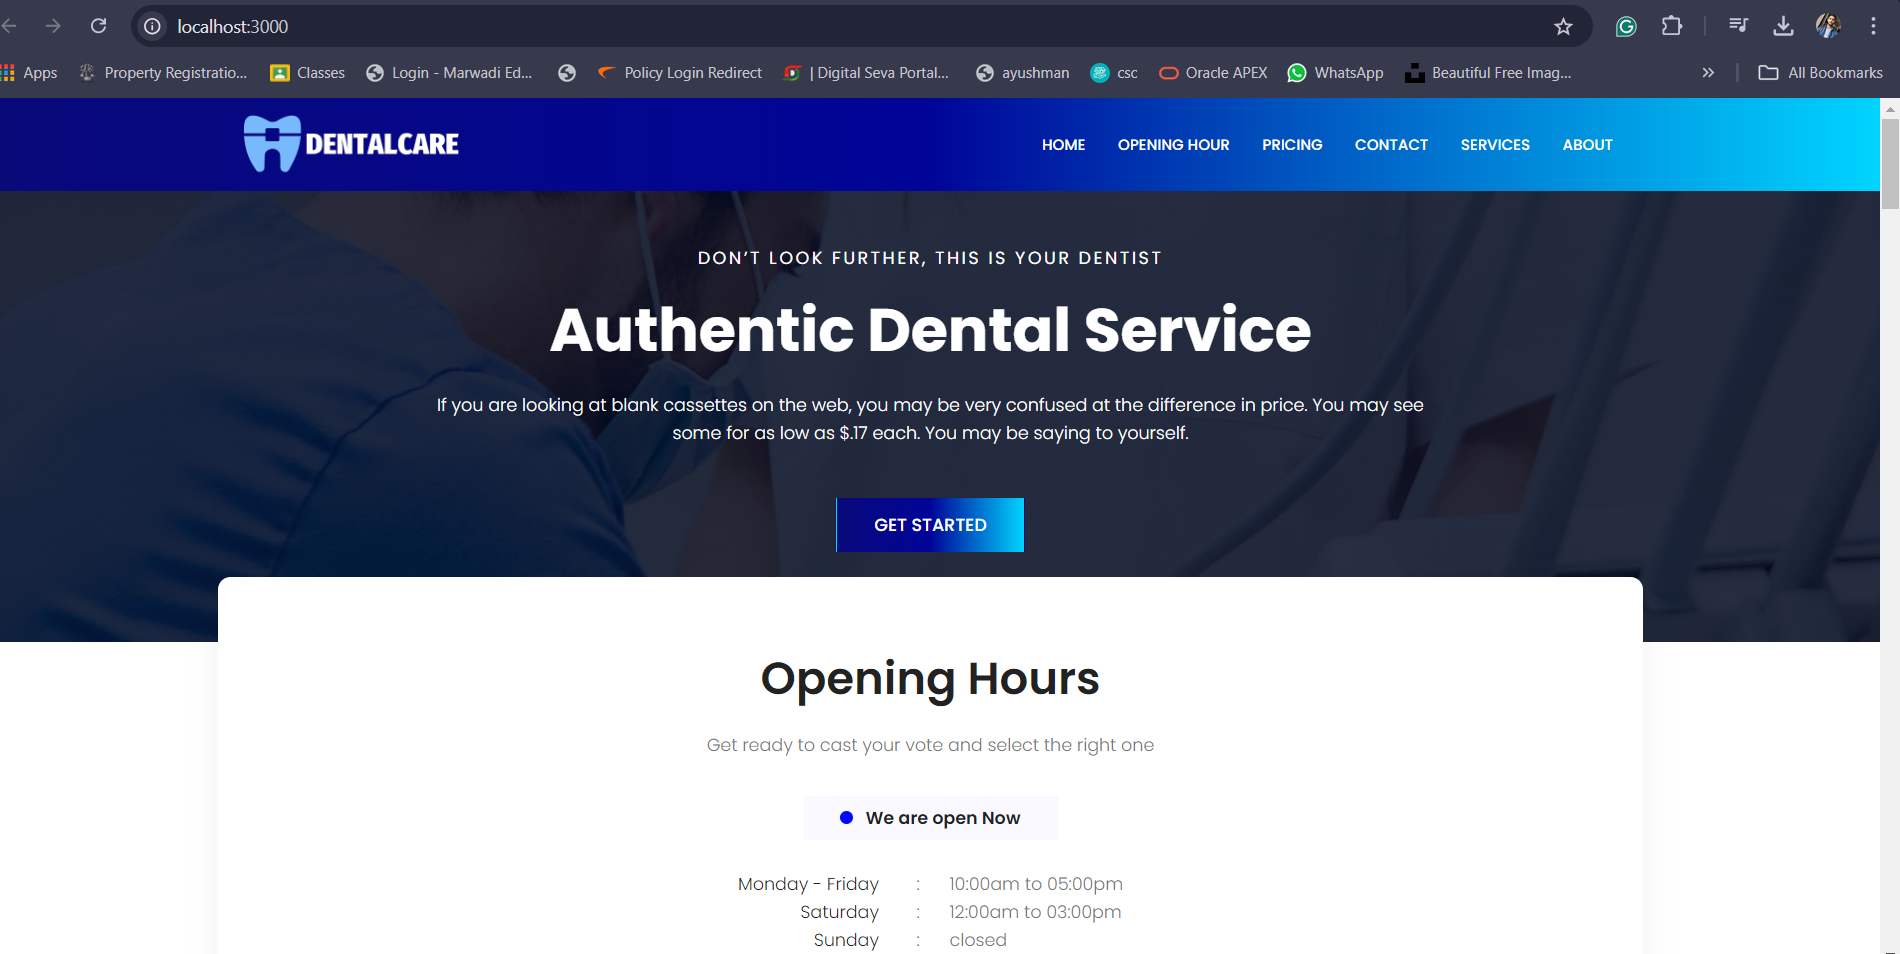 localhost:3000
Apps
Property Registratio...
Classes
Login - Marwadi Ed...
Policy Login Redirect
| Digital Seva Portal...
ayushman
csc
Oracle APEX
WhatsApp
Beautiful Free Imag...
»
All Bookmarks
DENTALCARE
HOME
OPENING HOUR
PRICING
CONTACT
SERVICES
ABOUT
DON’T LOOK FURTHER, THIS IS YOUR DENTIST
Authentic Dental Service
If you are looking at blank cassettes on the web, you may be very confused at the difference in price. You may see
some for as low as $.17 each. You may be saying to yourself.
GET STARTED
Opening Hours
Get ready to cast your vote and select the right one
We are open Now
Monday - Friday : 10:00am to 05:00pm
Saturday : 12:00am to 03:00pm
Sunday : closed